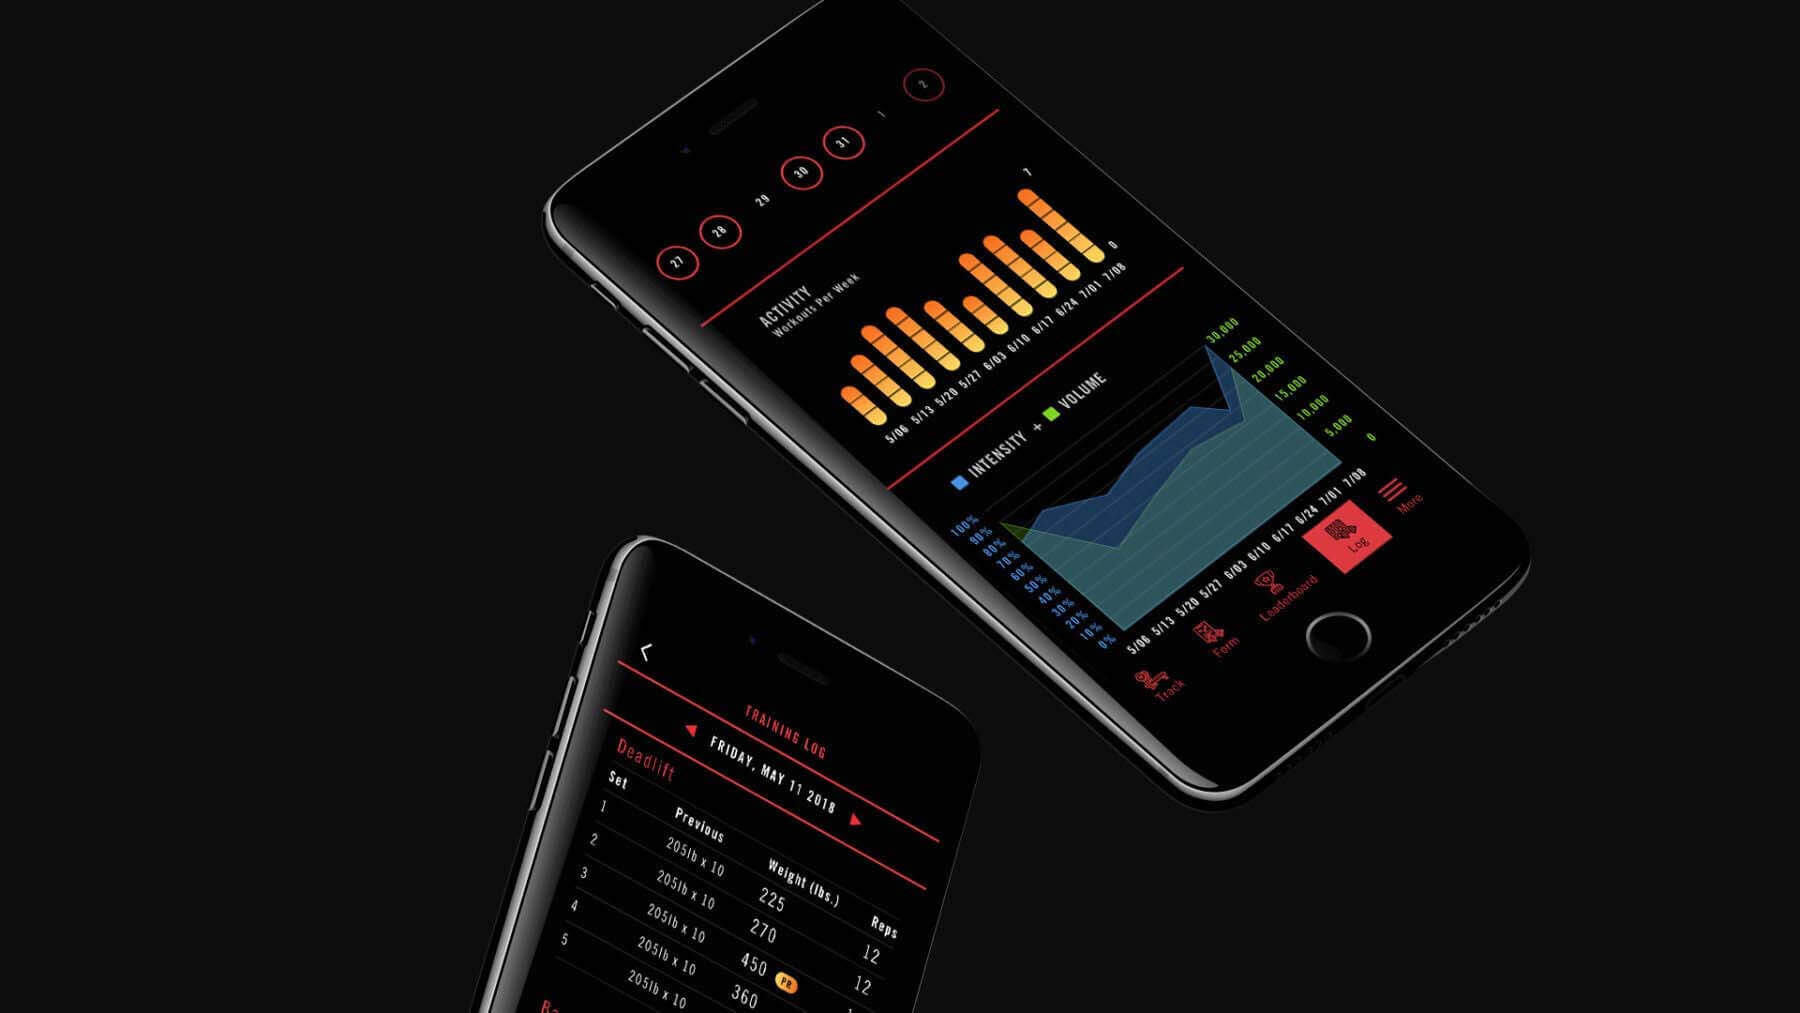 27 28 29 30 31 1 2
ACTIVITY
Workouts Per Week
7
0
5/06 5/13 5/20 5/27 6/03 6/10 6/17 6/24 7/01 7/08
INTENSITY + VOLUME
100%
90%
80%
70%
60%
50%
40%
30%
20%
10%
0%
30,000
25,000
20,000
15,000
10,000
5,000
0
5/06 5/13 5/20 5/27 6/03 6/10 6/17 6/24 7/01 7/08
Track Form Leaderboard Log More
TRAINING LOG
FRIDAY, MAY 11 2018
Deadlift
Set Previous Weight (lbs.) Reps
1 205lb x 10 225 12
2 205lb x 10 270 12
3 205lb x 10 450 PR
4 205lb x 10 360
5 205lb x 10